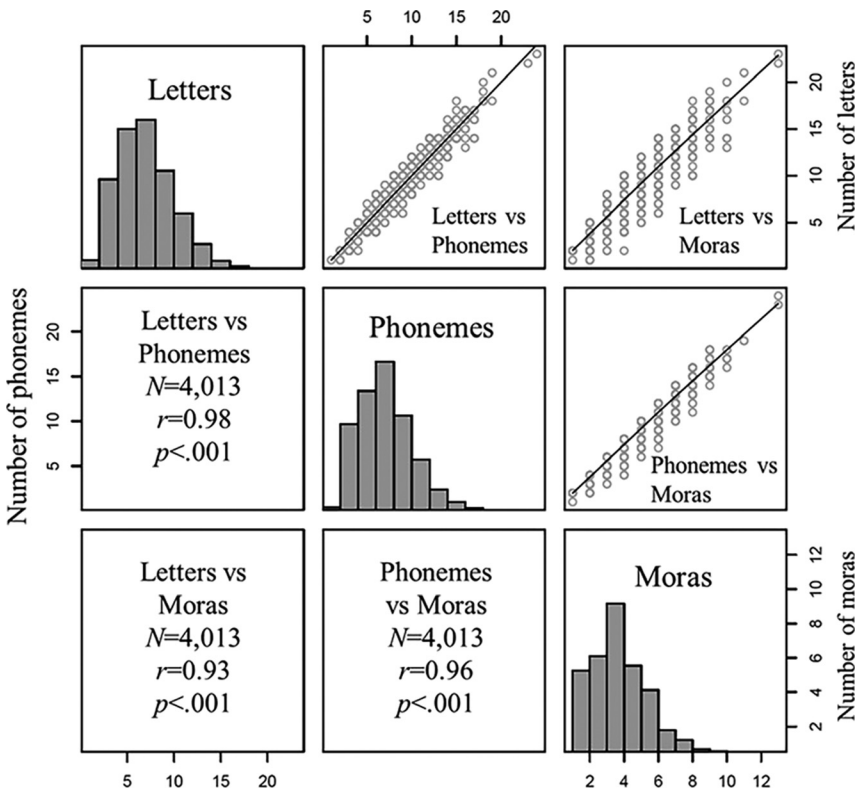 5 10 15 20
Letters
Letters vs
Phonemes
Letters vs
Moras
20
15
10
5
Number of letters
Number of phonemes
20
15
10
5
Letters vs
Phonemes
N=4,013
r=0.98
p<.001
Phonemes
Phonemes vs
Moras
Letters vs
Moras
N=4,013
r=0.93
p<.001
Phonemes
vs Moras
N=4,013
r=0.96
p<.001
Moras
12
10
8
6
4
2
Number of moras
5 10 15 20
2 4 6 8 10 12